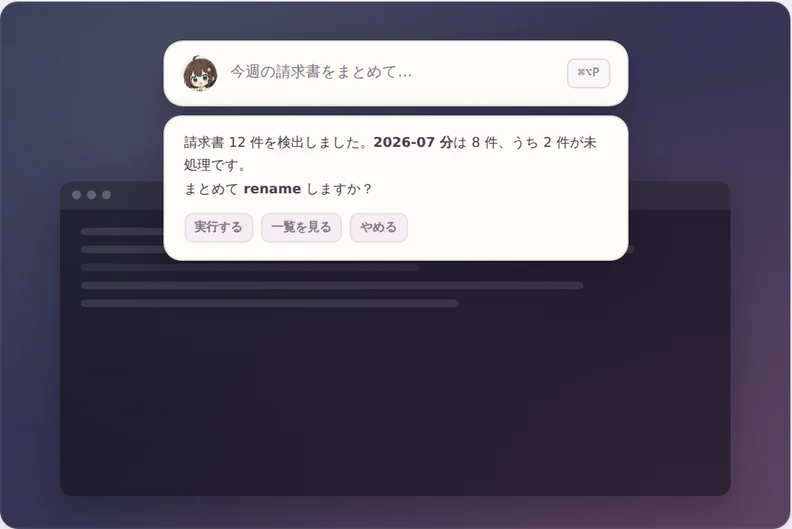 今週の請求書をまとめて…
⌘⌥P
請求書 12 件を検出しました。2026-07 分は 8 件、うち 2 件が未
処理です。
まとめて rename しますか？
実行する
一覧を見る
やめる